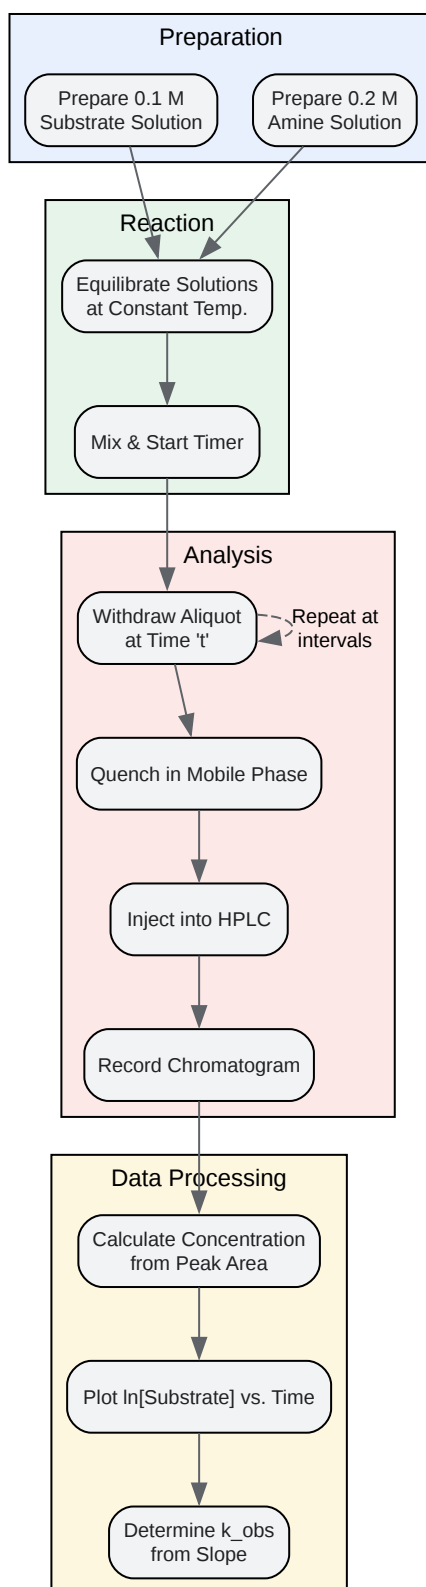 Preparation
Prepare 0.1 M
Substrate Solution
Prepare 0.2 M
Amine Solution
Reaction
Equilibrate Solutions
at Constant Temp.
Mix & Start Timer
Analysis
Withdraw Aliquot
at Time 't'
Repeat at
intervals
Quench in Mobile Phase
Inject into HPLC
Record Chromatogram
Data Processing
Calculate Concentration
from Peak Area
Plot ln[Substrate] vs. Time
Determine k_obs
from Slope